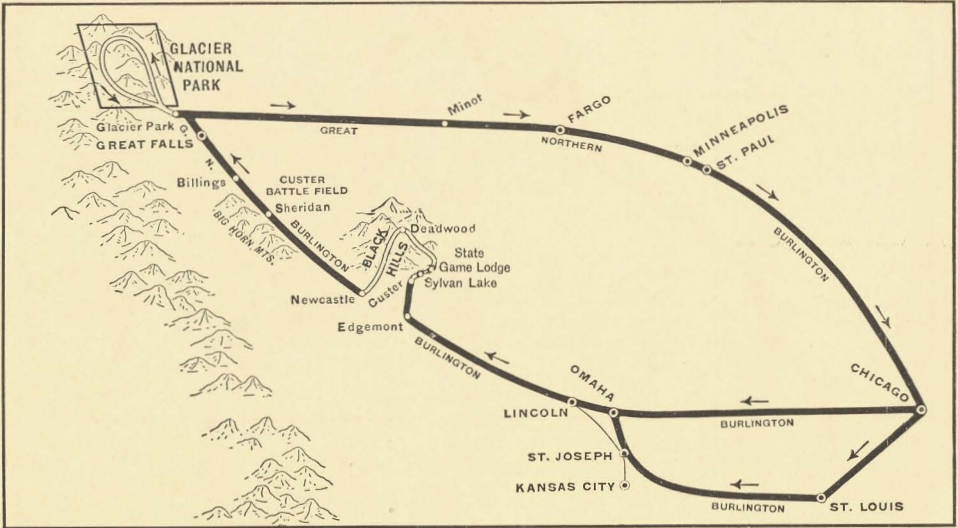 GLACIER
NATIONAL
PARK
Minot
FARGO
Glacier Park
GREAT
NORTHERN
MINNEAPOLIS
ST. PAUL
G.
GREAT FALLS
N.
Billings
CUSTER
BATTLE FIELD
Sheridan
BIG HORN MTS.
BURLINGTON
BLACK
HILLS
Deadwood
State
Game Lodge
Sylvan Lake
Custer
Newcastle
Edgemont
BURLINGTON
BURLINGTON
OMAHA
CHICAGO
LINCOLN
BURLINGTON
ST. JOSEPH
KANSAS CITY
BURLINGTON
ST. LOUIS